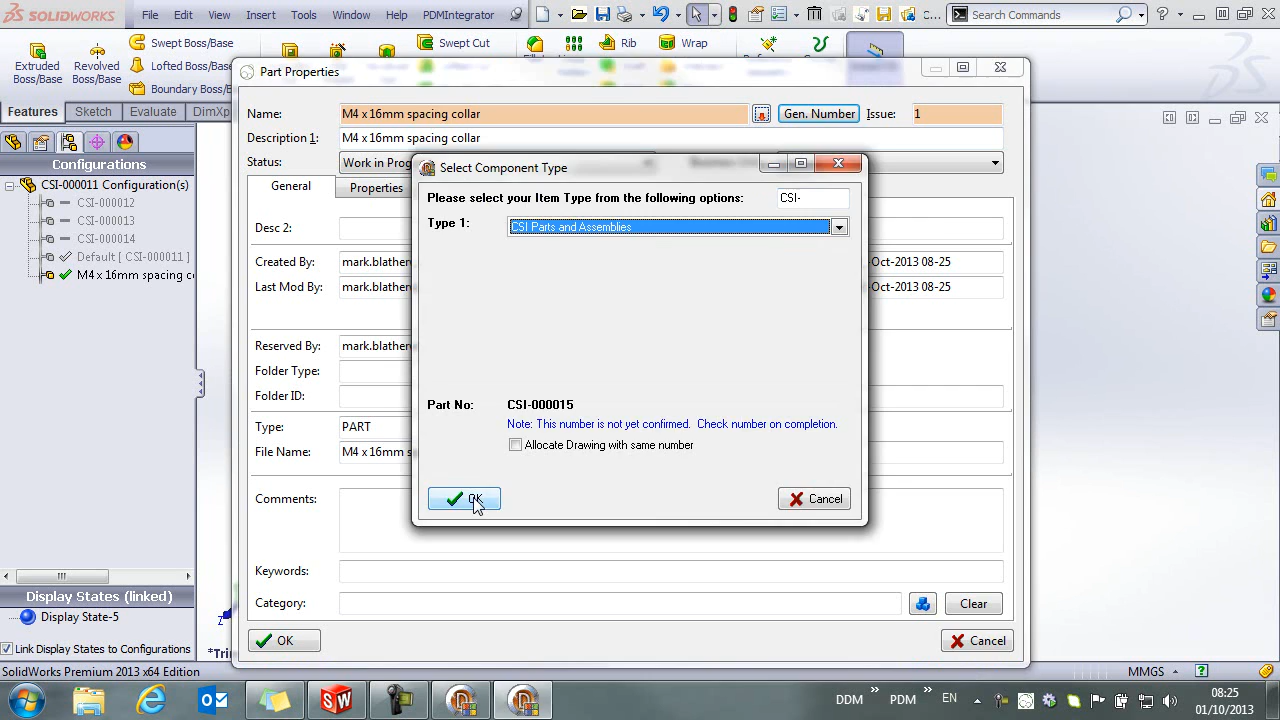 SOLIDWORKS File Edit View Insert Tools Window Help DDMIntegrator C... Search Commands
Extruded Boss/Base
Revolved Boss/Base
Swept Boss/Base
Lofted Boss/Base
Boundary Boss/Base
Swept Cut
Rib
Wrap
Features Sketch Evaluate DimXp
Configurations
CSI-000011 Configuration(s)
CSI-000012
CSI-000013
CSI-000014
Default [ CSI-000011 ]
M4 x 16mm spacing co
Display States (linked)
Display State-5
Link Display States to Configurations
*Tri
Part Properties
Name: M4 x 16mm spacing collar Gen. Number Issue: 1
Description 1: M4 x 16mm spacing collar
Status: Work in Prog
General Properties
Desc 2:
Created By: mark.blather -Oct-2013 08-25
Last Mod By: mark.blather -Oct-2013 08-25
Reserved By: mark.blather
Folder Type:
Folder ID:
Type: PART
File Name: M4 x 16mm s
Comments:
Keywords:
Category: Clear
OK Cancel
Select Component Type
Please select your Item Type from the following options: CSI-
Type 1: CSI Parts and Assemblies
Part No: CSI-000015
Note: This number is not yet confirmed. Check number on completion.
Allocate Drawing with same number
OK Cancel
SolidWorks Premium 2013 x64 Edition MMGS
DDM PDM EN 08:25
01/10/2013